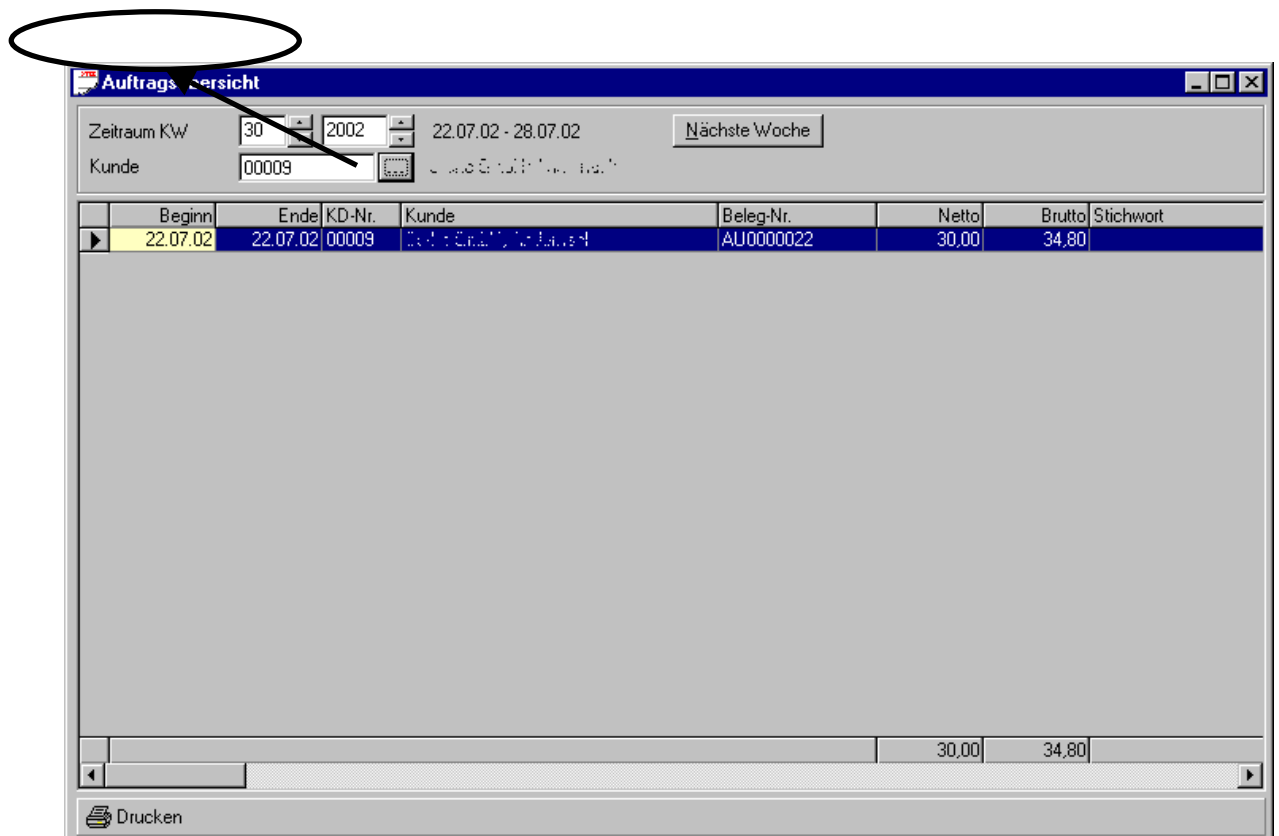 Auftragsübersicht
Zeitraum KW 30 2002 22.07.02 - 28.07.02 Nächste Woche
Kunde 00009
Beginn Ende KD-Nr. Kunde Beleg-Nr. Netto Brutto Stichwort
22.07.02 22.07.02 00009 AU0000022 30,00 34,80
30,00 34,80
Drucken